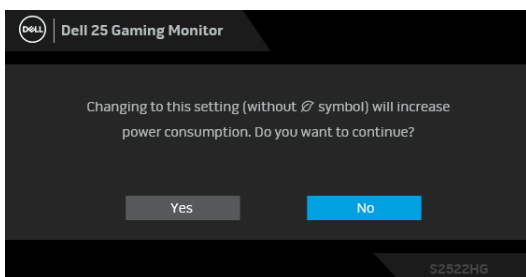 DELL
Dell 25 Gaming Monitor
Changing to this setting (without symbol) will increase
power consumption. Do you want to continue?
Yes
No
S2522HG